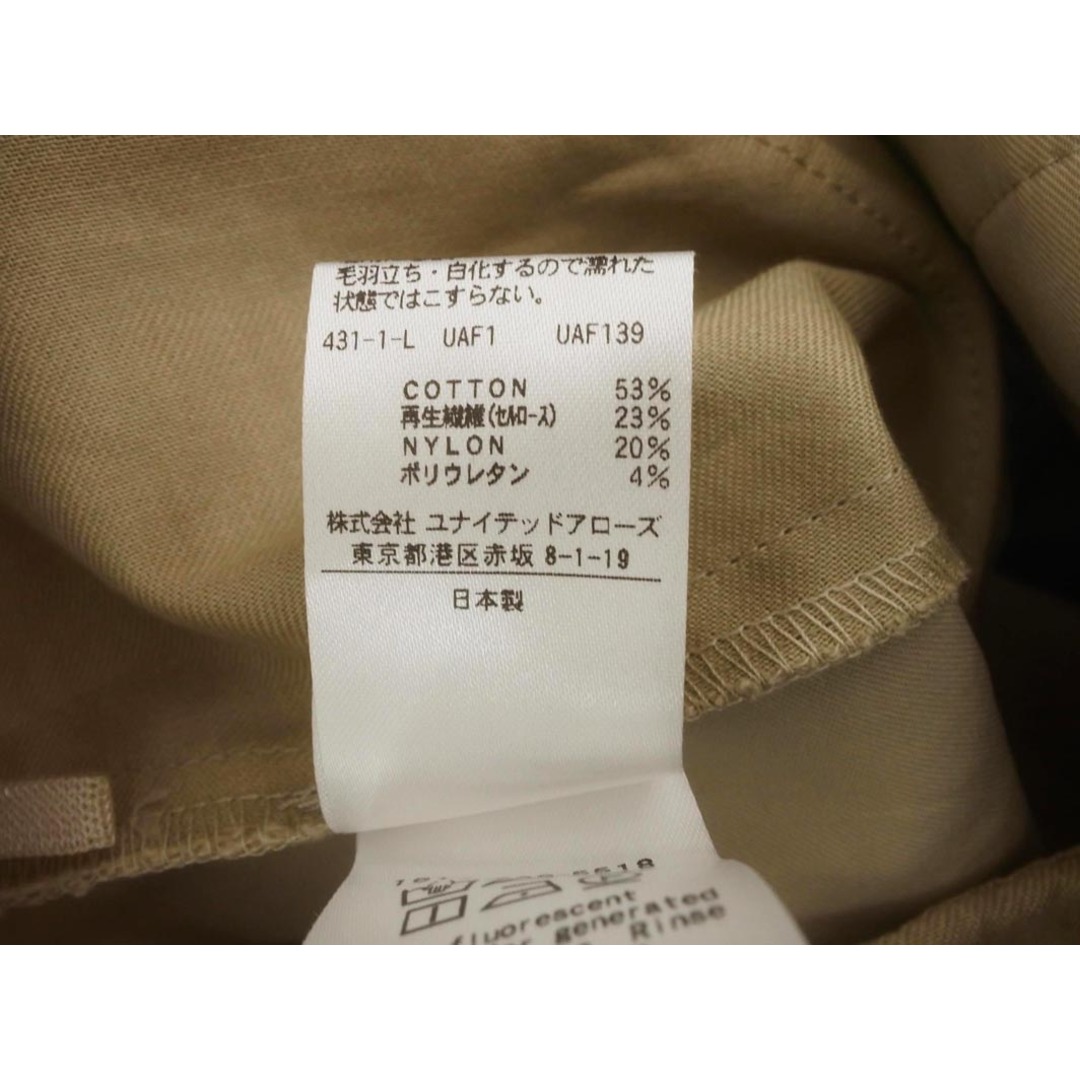 毛羽立ち・白化するので濡れた
状態ではこすらない。
431-1-L UAF1 UAF139
COTTON 53%
再生繊維(セルロース) 23%
NYLON 20%
ポリウレタン 4%
株式会社 ユナイテッドアローズ
東京都港区赤坂 8-1-19
日本製
fluorescent
generated
Rinse